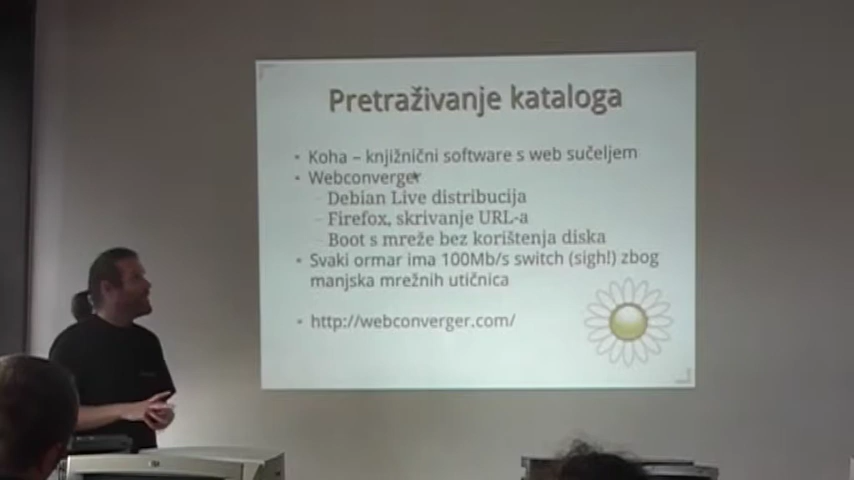 Pretraživanje kataloga
• Koha – knjižnični software s web sučeljem
• Webconverger
– Debian Live distribucija
– Firefox, skrivanje URL-a
– Boot s mreže bez korištenja diska
• Svaki ormar ima 100Mb/s switch (sigh!) zbog
manjska mrežnih utičnica
• http://webconverger.com/